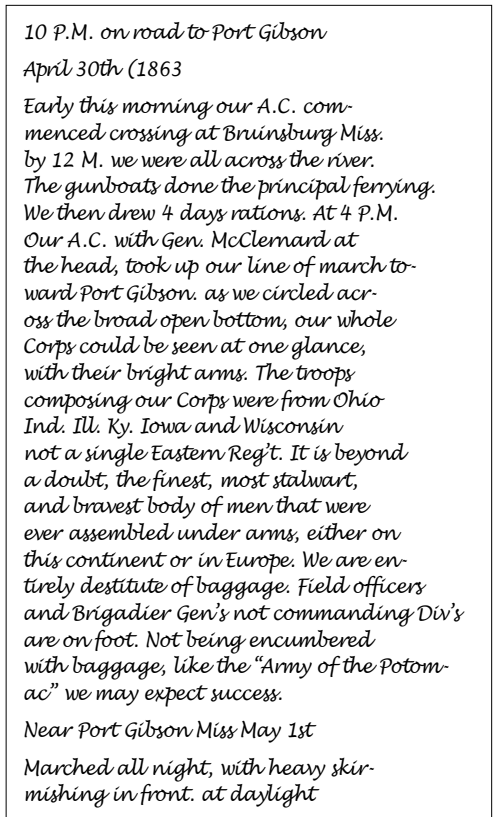 10 P.M. on road to Port Gibson
April 30th (1863
Early this morning our A.C. com-
menced crossing at Bruinsburg Miss.
by 12 M. we were all across the river.
The gunboats done the principal ferrying.
We then drew 4 days rations. At 4 P.M.
Our A.C. with Gen. McClernard at
the head, took up our line of march to-
ward Port Gibson. as we circled acr-
oss the broad open bottom, our whole
Corps could be seen at one glance,
with their bright arms. The troops
composing our Corps were from Ohio
Ind. Ill. Ky. Iowa and Wisconsin
not a single Eastern Reg't. It is beyond
a doubt, the finest, most stalwart,
and bravest body of men that were
ever assembled under arms, either on
this continent or in Europe. We are en-
tirely destitute of baggage. Field officers
and Brigadier Gen's not commanding Div's
are on foot. Not being encumbered
with baggage, like the “Army of the Potom-
ac” we may expect success.
Near Port Gibson Miss May 1st
Marched all night, with heavy skir-
mishing in front. at daylight